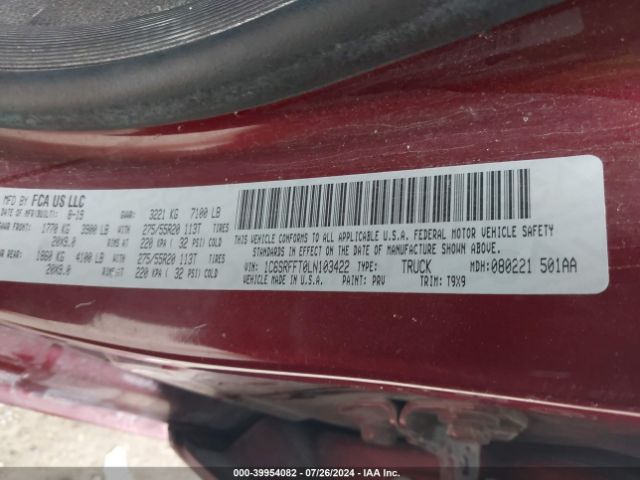 MFD BY FCA US LLC
DATE OF MFR(BUILT): 8-19 GVWR: 3221 KG 7100 LB
GAWR FRONT: 1770 KG 3900 LB WITH 275/55R20 113T TIRES
20X9.0 RIMS AT 220 KPA ( 32 PSI) COLD
GAWR REAR: 1860 KG 4100 LB WITH 275/55R20 113T TIRES
20X9.0 RIMS AT 220 KPA ( 32 PSI) COLD
THIS VEHICLE CONFORMS TO ALL APPLICABLE U.S.A. FEDERAL MOTOR VEHICLE SAFETY
STANDARDS IN EFFECT ON THE DATE OF MANUFACTURE SHOWN ABOVE.
VIN: 1C6SRFFT0LN103422 TYPE: TRUCK MDH: 080221 501AA
VEHICLE MADE IN U.S.A. PAINT: PRV TRIM: T9X9
000-39954082 - 07/26/2024 - IAA Inc.